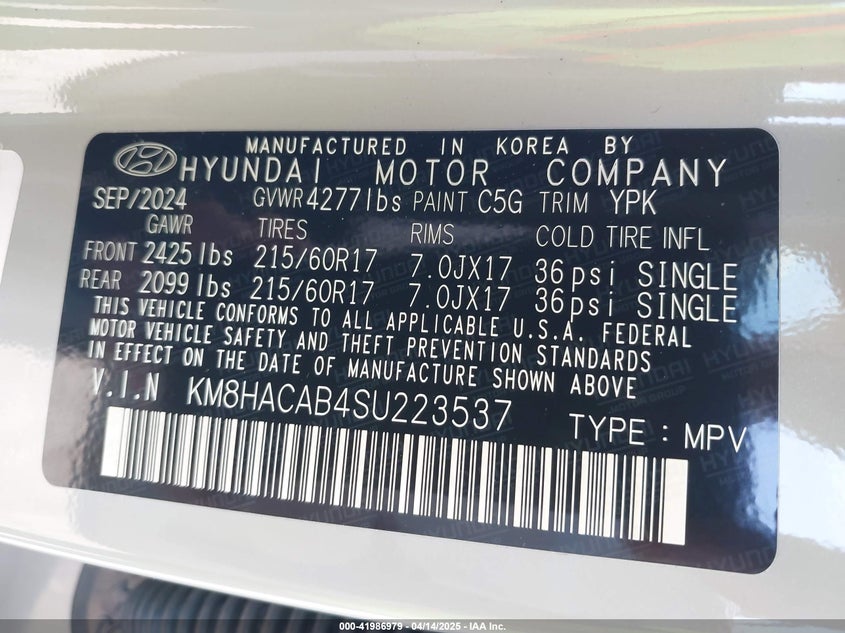 MANUFACTURED IN KOREA BY
HYUNDAI MOTOR COMPANY
SEP/2024 GVWR 4277lbs PAINT C5G TRIM YPK
GAWR TIRES RIMS COLD TIRE INFL
FRONT 2425lbs 215/60R17 7.0JX17 36psi SINGLE
REAR 2099lbs 215/60R17 7.0JX17 36psi SINGLE
THIS VEHICLE CONFORMS TO ALL APPLICABLE U.S.A. FEDERAL
MOTOR VEHICLE SAFETY AND THEFT PREVENTION STANDARDS
IN EFFECT ON THE DATE OF MANUFACTURE SHOWN ABOVE
V.I.N KM8HACAB4SU223537 TYPE : MPV
000-41986979 - 04/14/2025 - IAA Inc.